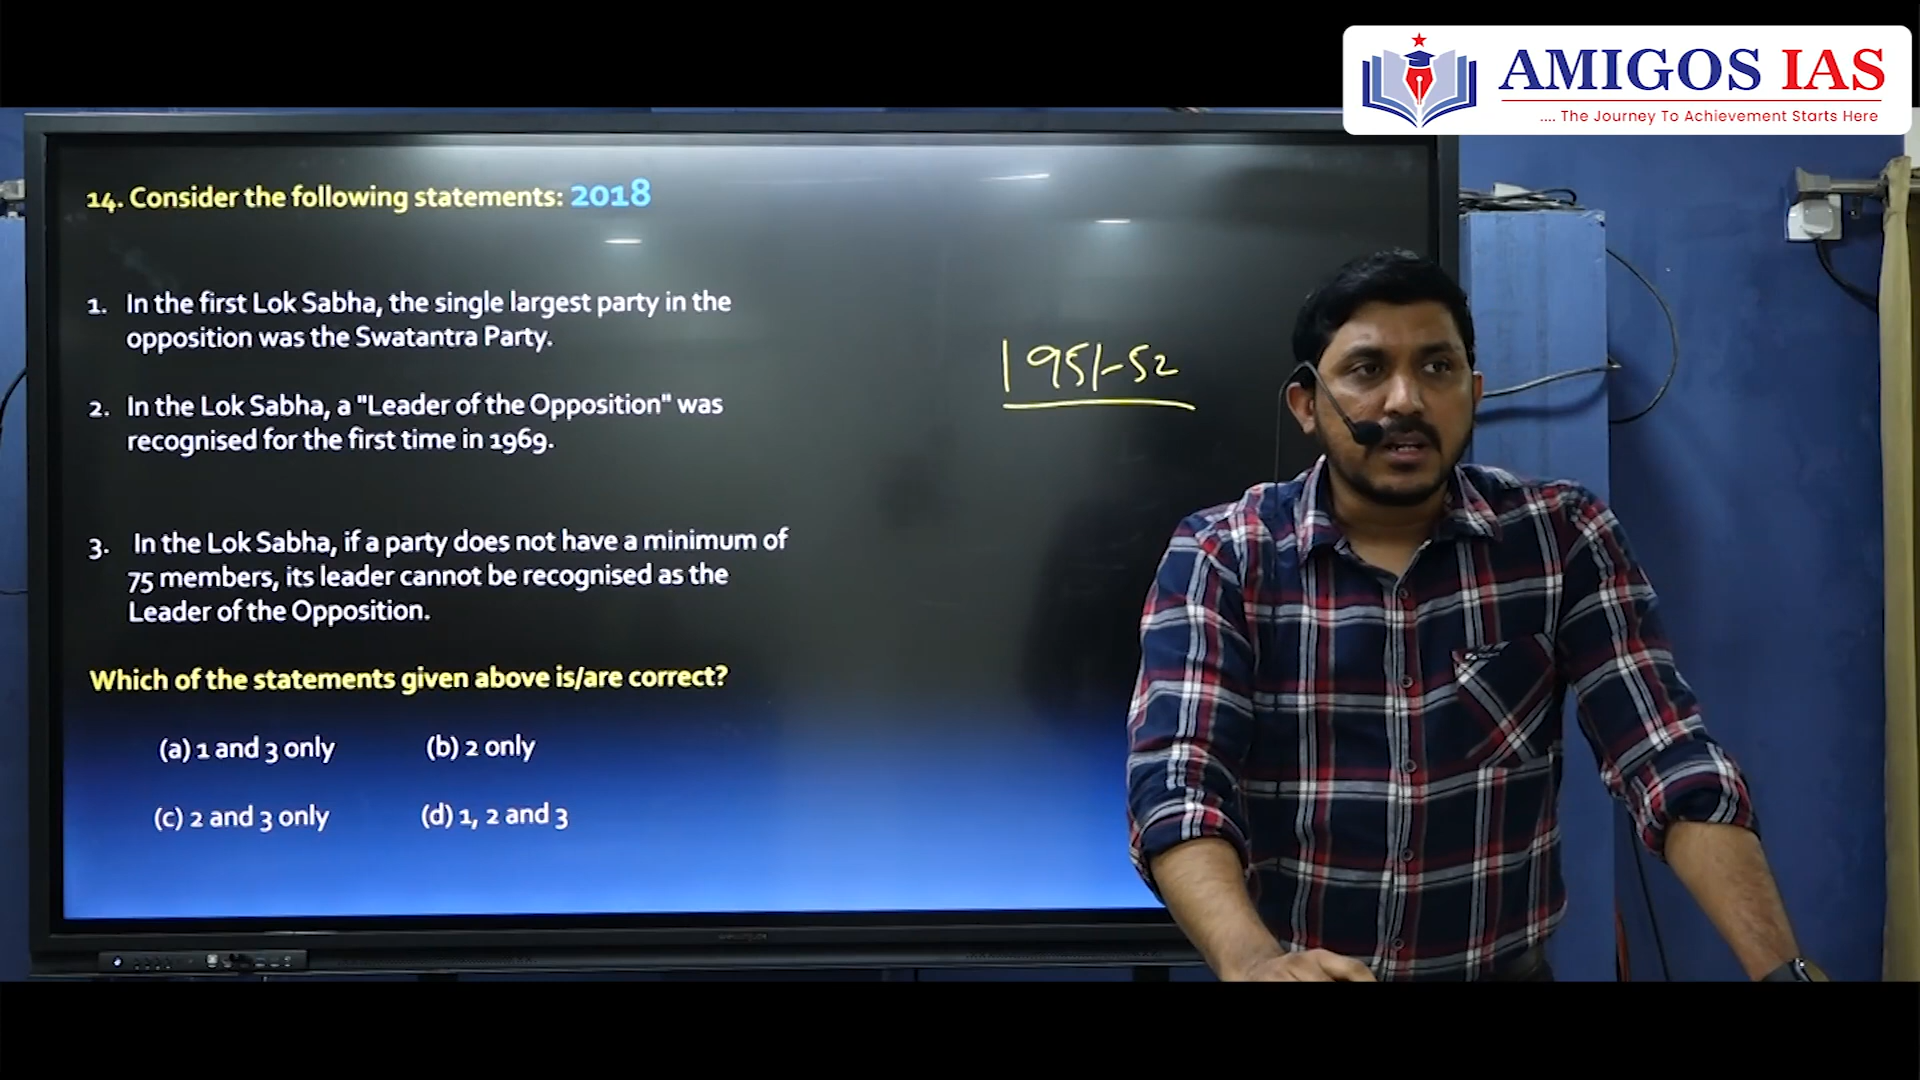 AMIGOS IAS
.... The Journey To Achievement Starts Here
14. Consider the following statements: 2018
1. In the first Lok Sabha, the single largest party in the
opposition was the Swatantra Party.
2. In the Lok Sabha, a "Leader of the Opposition" was
recognised for the first time in 1969.
3. In the Lok Sabha, if a party does not have a minimum of
75 members, its leader cannot be recognised as the
Leader of the Opposition.
Which of the statements given above is/are correct?
(a) 1 and 3 only (b) 2 only
(c) 2 and 3 only (d) 1, 2 and 3
1951-52